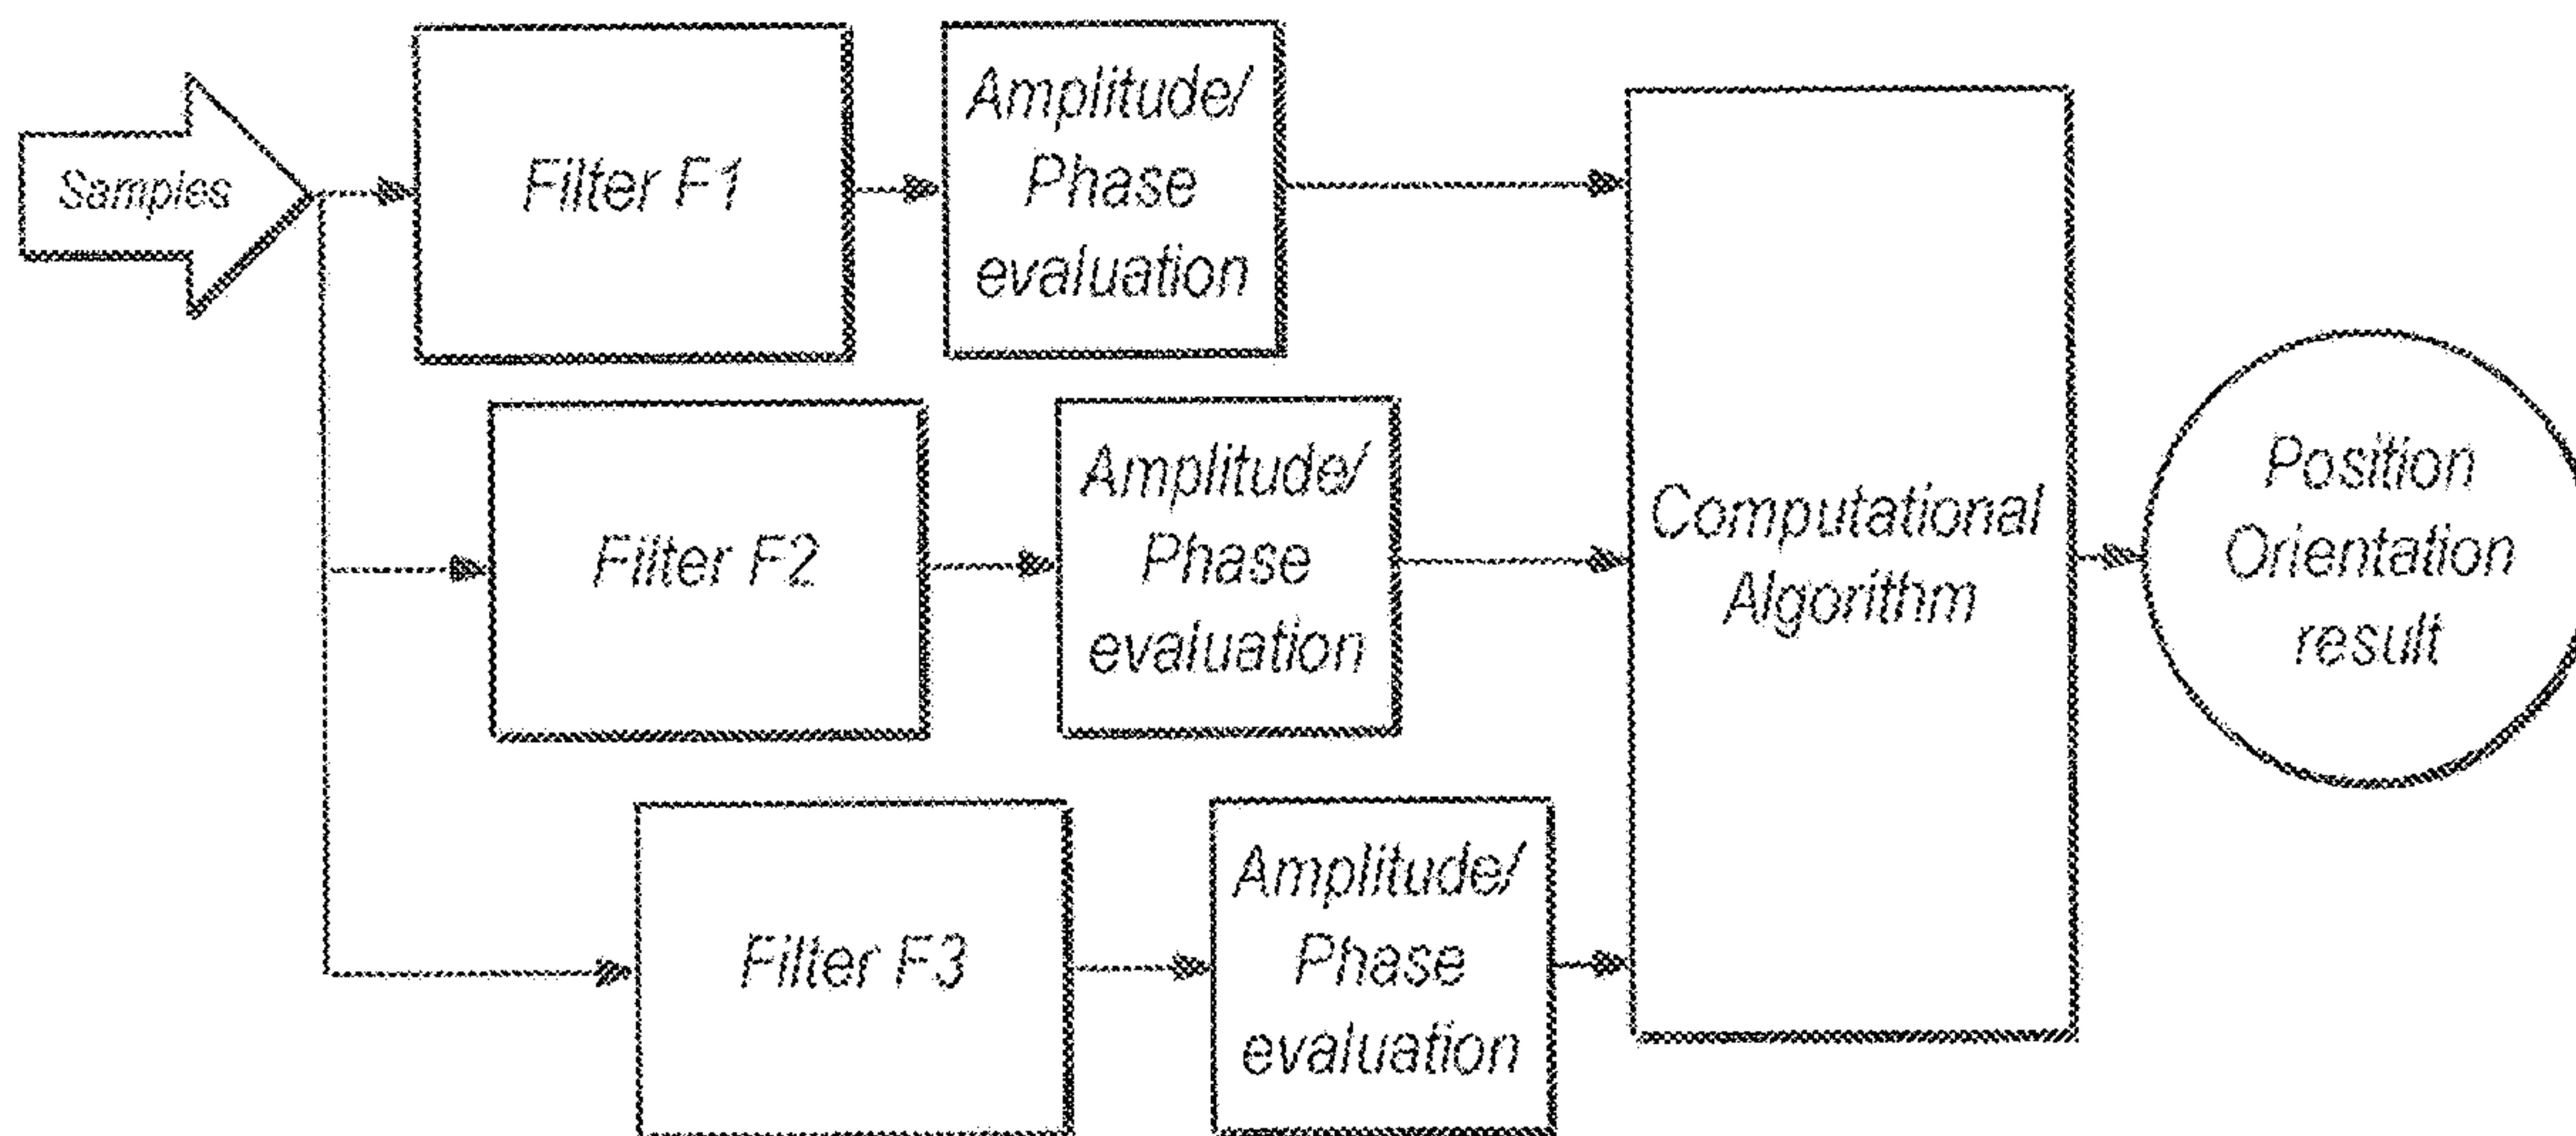 Samples
Filter F1
Amplitude/
Phase
evaluation
Filter F2
Amplitude/
Phase
evaluation
Filter F3
Amplitude/
Phase
evaluation
Computational
Algorithm
Position
Orientation
result